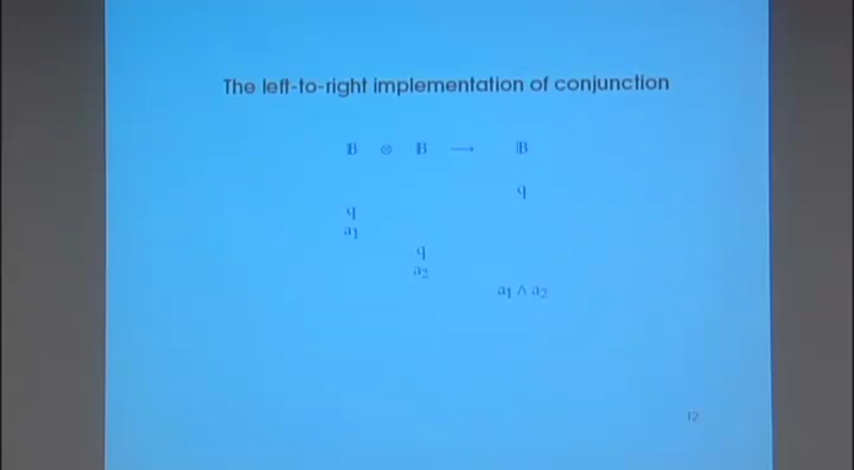 The left-to-right implementation of conjunction
𝔹 ⊗ 𝔹 ⟶ 𝔹
q
q
a₁
q
a₂
a₁ ∧ a₂
12